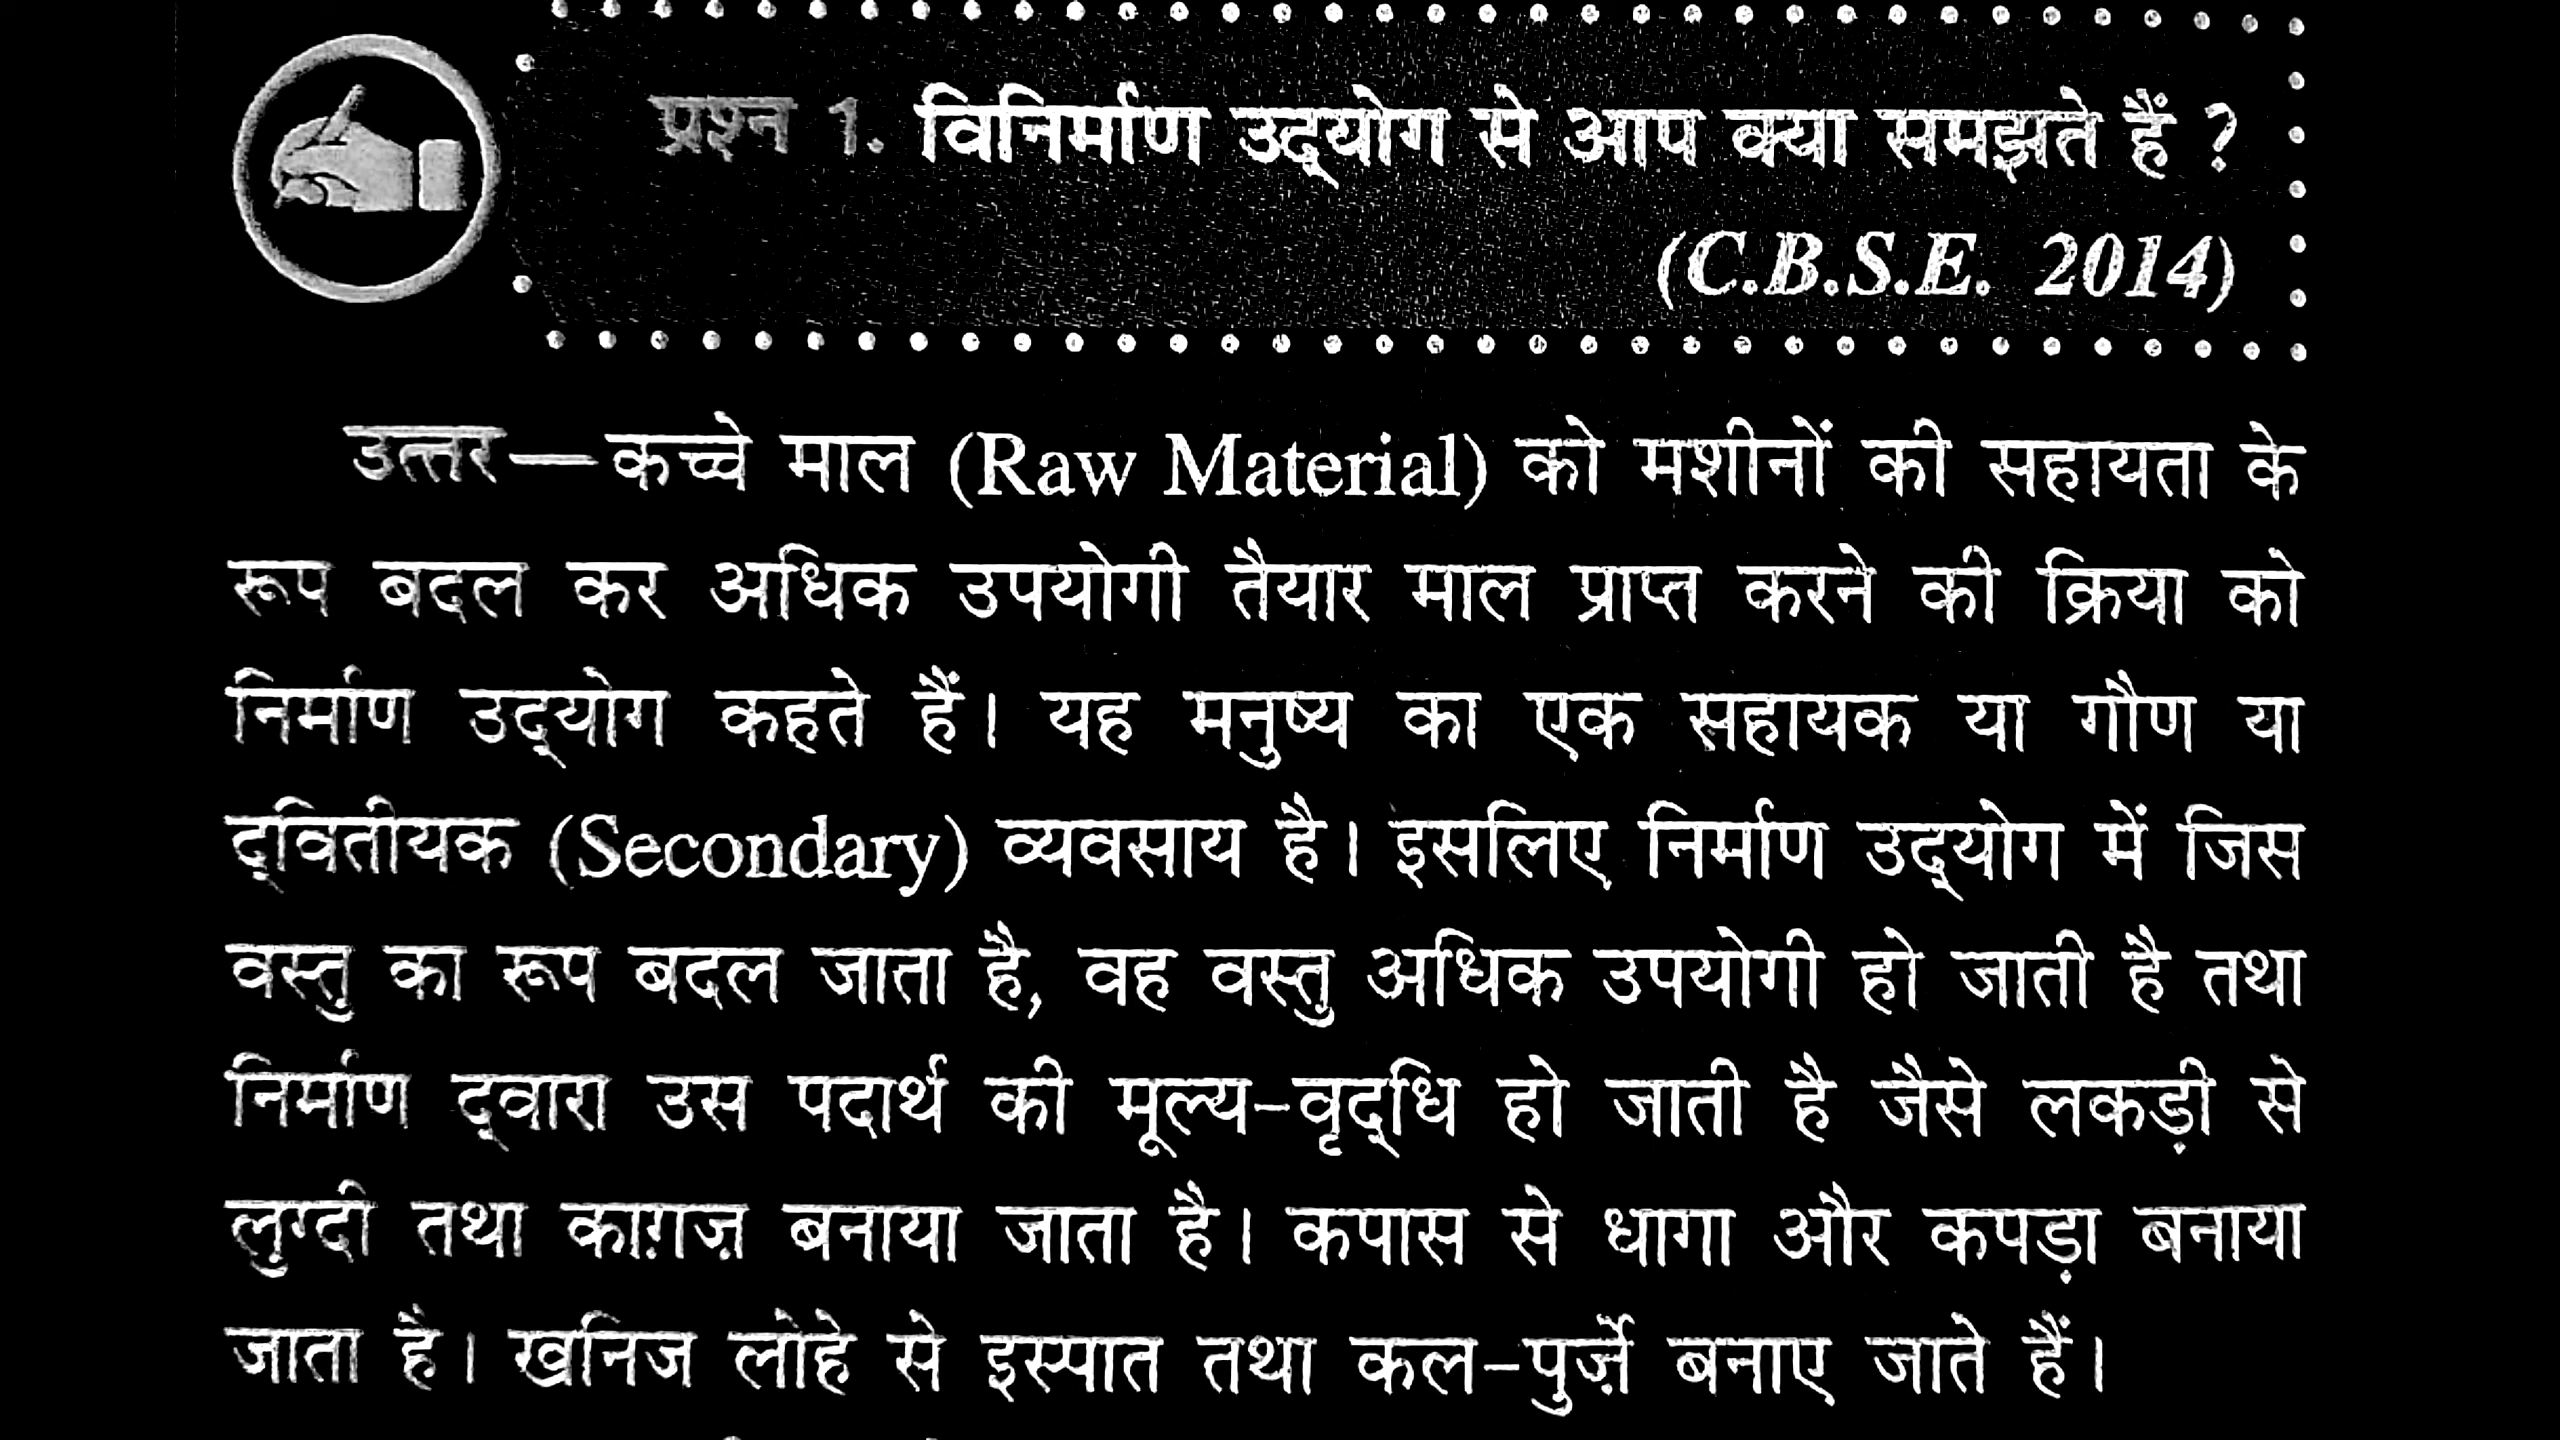 प्रश्न 1. विनिर्माण उद्योग से आप क्या समझते हैं ?
(C.B.S.E. 2014)
उत्तर—कच्चे माल (Raw Material) को मशीनों की सहायता के
रूप बदल कर अधिक उपयोगी तैयार माल प्राप्त करने की क्रिया को
निर्माण उद्योग कहते हैं। यह मनुष्य का एक सहायक या गौण या
द्वितीयक (Secondary) व्यवसाय है। इसलिए निर्माण उद्योग में जिस
वस्तु का रूप बदल जाता है, वह वस्तु अधिक उपयोगी हो जाती है तथा
निर्माण द्वारा उस पदार्थ की मूल्य-वृद्धि हो जाती है जैसे लकड़ी से
लुग्दी तथा काग़ज़ बनाया जाता है। कपास से धागा और कपड़ा बनाया
जाता है। खनिज लोहे से इस्पात तथा कल-पुर्ज़े बनाए जाते हैं।